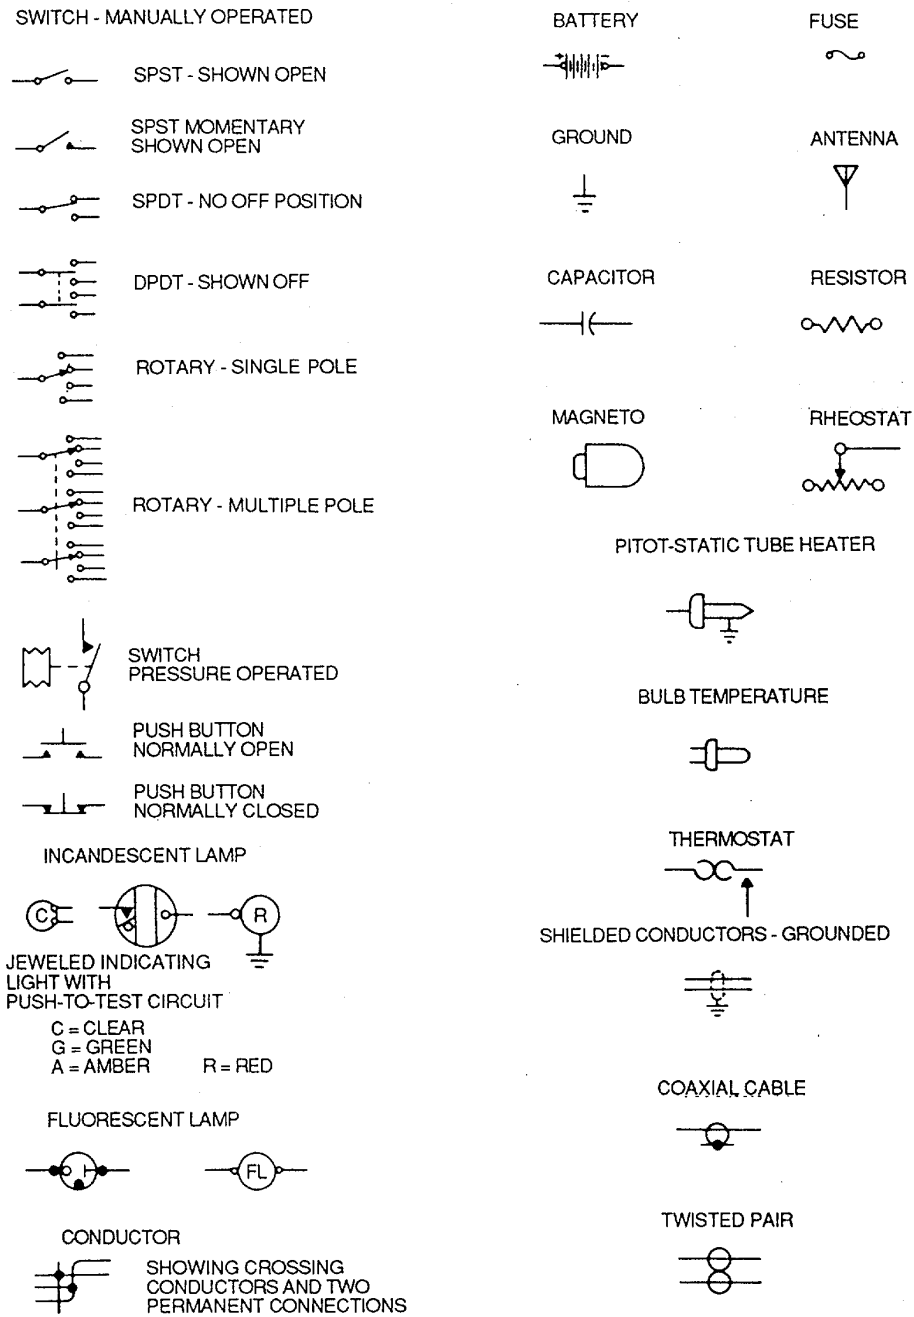 SWITCH - MANUALLY OPERATED
SPST - SHOWN OPEN
SPST MOMENTARY
SHOWN OPEN
SPDT - NO OFF POSITION
DPDT - SHOWN OFF
ROTARY - SINGLE POLE
ROTARY - MULTIPLE POLE
SWITCH
PRESSURE OPERATED
PUSH BUTTON
NORMALLY OPEN
PUSH BUTTON
NORMALLY CLOSED
INCANDESCENT LAMP
C
R
JEWELED INDICATING
LIGHT WITH
PUSH-TO-TEST CIRCUIT
C = CLEAR
G = GREEN
A = AMBER R = RED
FLUORESCENT LAMP
FL
CONDUCTOR
SHOWING CROSSING
CONDUCTORS AND TWO
PERMANENT CONNECTIONS
BATTERY
+ -
FUSE
GROUND
ANTENNA
CAPACITOR
RESISTOR
MAGNETO
RHEOSTAT
PITOT-STATIC TUBE HEATER
BULB TEMPERATURE
THERMOSTAT
SHIELDED CONDUCTORS - GROUNDED
COAXIAL CABLE
TWISTED PAIR